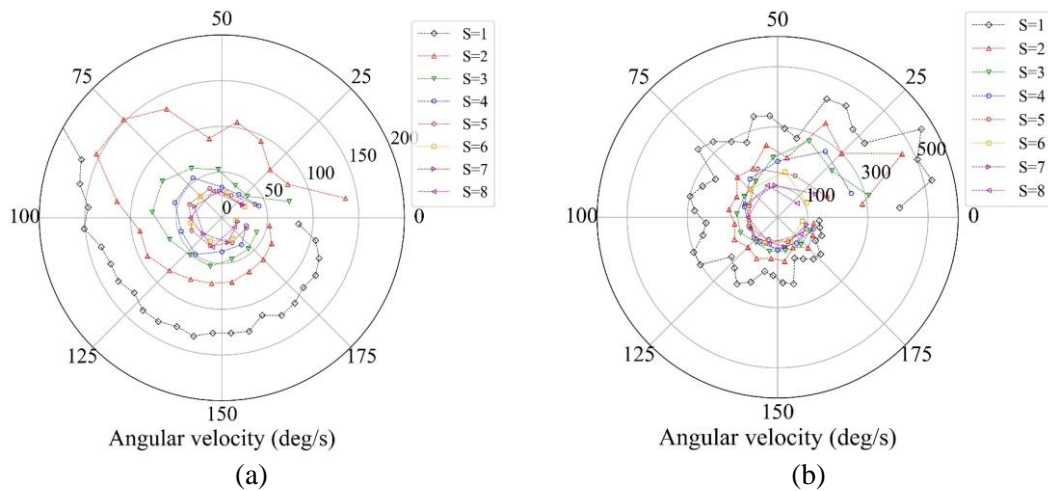 50
75
25
100
0
125
175
150
0
50
100
150
200
Angular velocity (deg/s)
S=1
S=2
S=3
S=4
S=5
S=6
S=7
S=8
(a)
50
75
25
100
0
125
175
150
100
300
500
Angular velocity (deg/s)
S=1
S=2
S=3
S=4
S=5
S=6
S=7
S=8
(b)